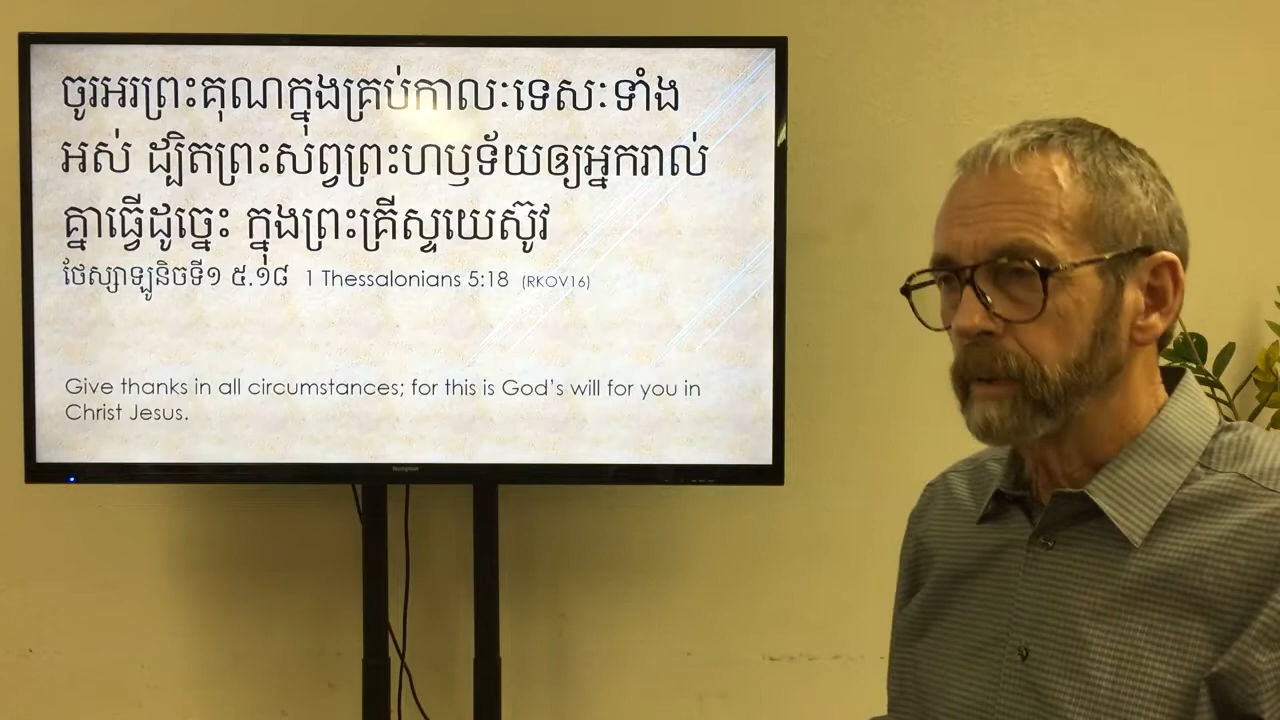 ចូរអរព្រះគុណក្នុងគ្រប់កាលៈទេសៈទាំង
អស់ ដ្បិតព្រះសព្វព្រះហឫទ័យឲ្យអ្នករាល់
គ្នាធ្វើដូច្នេះ ក្នុងព្រះគ្រីស្ទយេស៊ូវ
ថែស្សាឡូនិចទី១ ៥.១៨ 1 Thessalonians 5:18 (RKOV16)
Give thanks in all circumstances; for this is God’s will for you in
Christ Jesus.